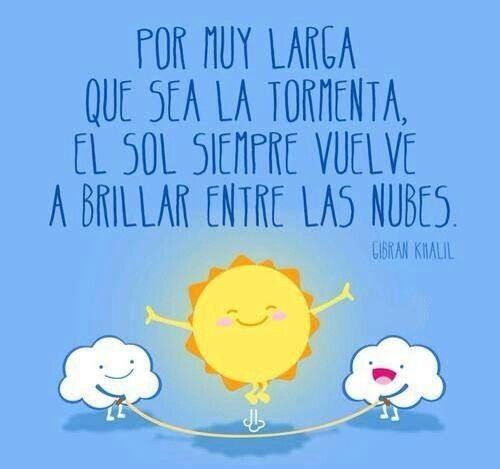 POR MUY LARGA
QUE SEA LA TORMENTA,
EL SOL SIEMPRE VUELVE
A BRILLAR ENTRE LAS NUBES.
GIBRAN KHALIL